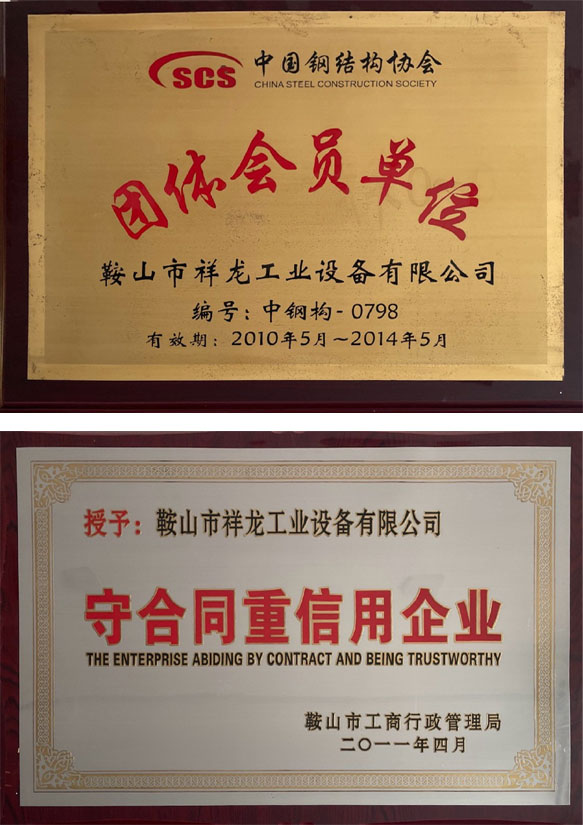 SCS 中国钢结构协会
CHINA STEEL CONSTRUCTION SOCIETY
团体会员单位
鞍山市祥龙工业设备有限公司
编号：中钢构-0798
有效期：2010年5月～2014年5月
授予：鞍山市祥龙工业设备有限公司
守合同重信用企业
THE ENTERPRISE ABIDING BY CONTRACT AND BEING TRUSTWORTHY
鞍山市工商行政管理局
二〇一一年四月